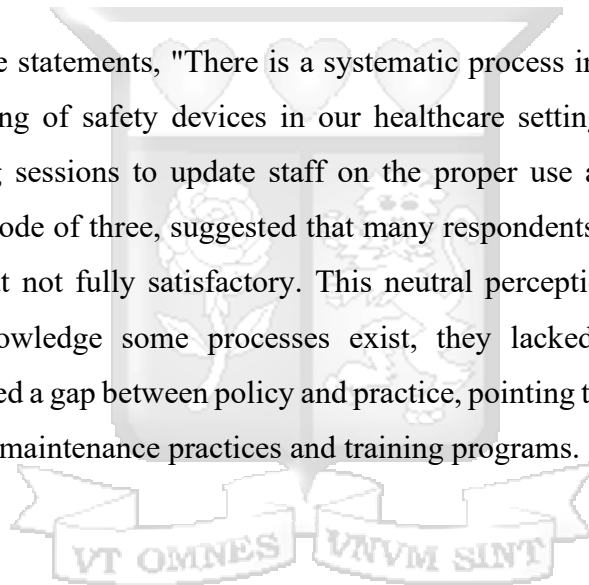 e statements, "There is a systematic process in
ng of safety devices in our healthcare setting
g sessions to update staff on the proper use a
ode of three, suggested that many respondents
t not fully satisfactory. This neutral percepti
owledge some processes exist, they lacked
ed a gap between policy and practice, pointing t
maintenance practices and training programs.
VT OMNES VNVM SINT